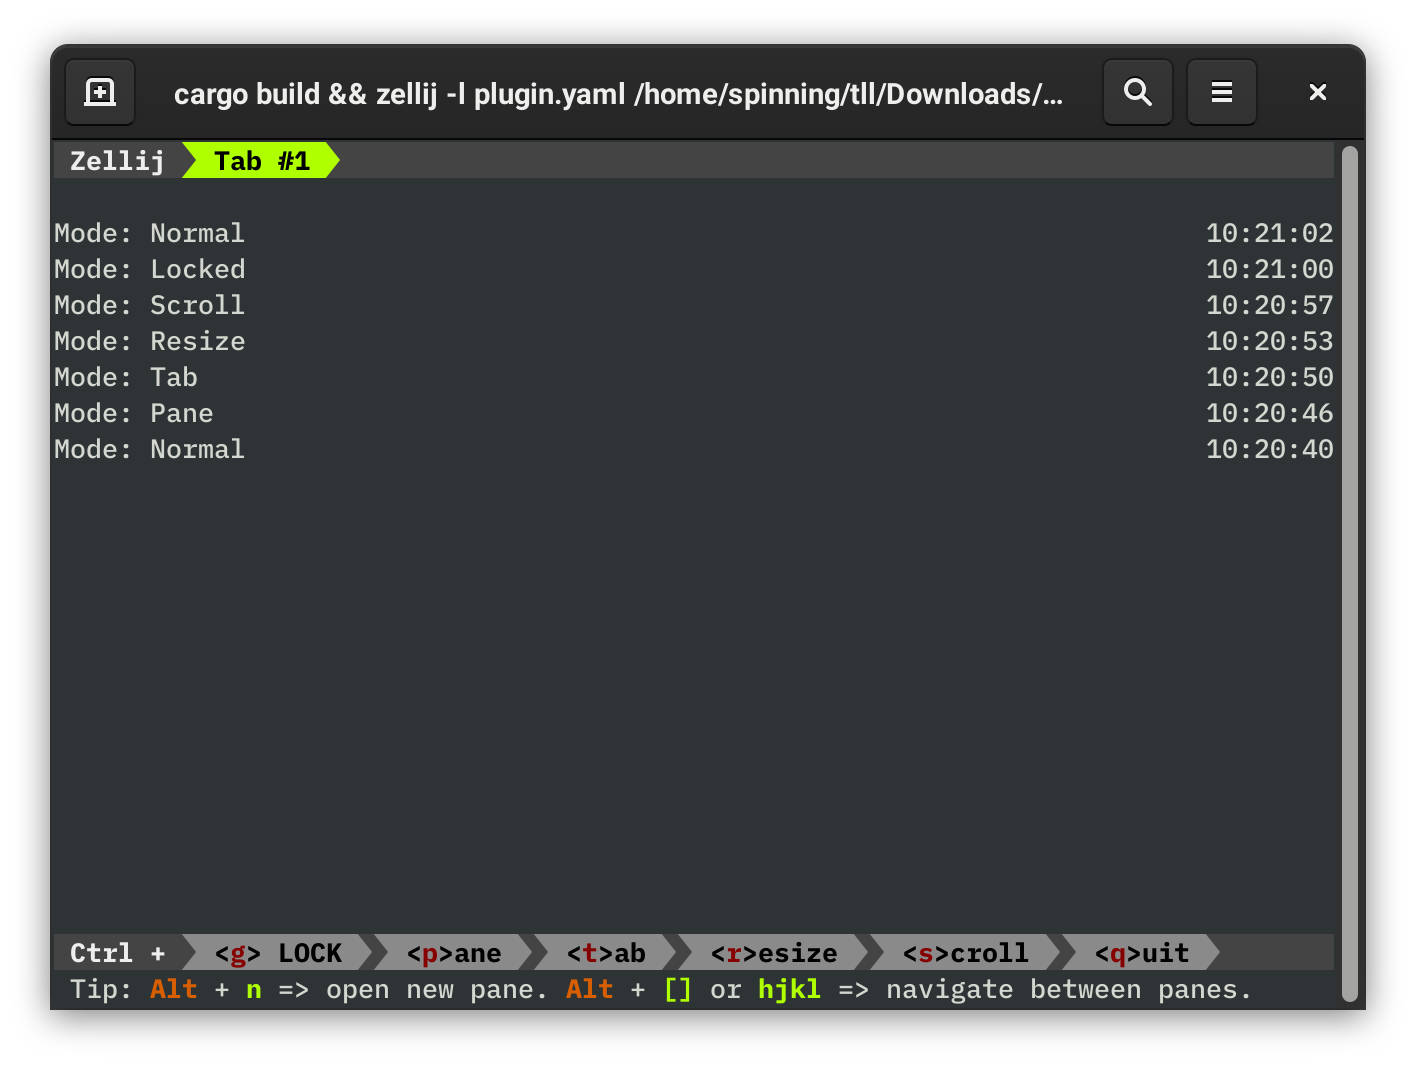 cargo build && zellij -l plugin.yaml /home/spinning/tll/Downloads/…
Zellij Tab #1
Mode: Normal 10:21:02
Mode: Locked 10:21:00
Mode: Scroll 10:20:57
Mode: Resize 10:20:53
Mode: Tab 10:20:50
Mode: Pane 10:20:46
Mode: Normal 10:20:40
Ctrl + <g> LOCK <p>ane <t>ab <r>esize <s>croll <q>uit
Tip: Alt + n => open new pane. Alt + [] or hjkl => navigate between panes.